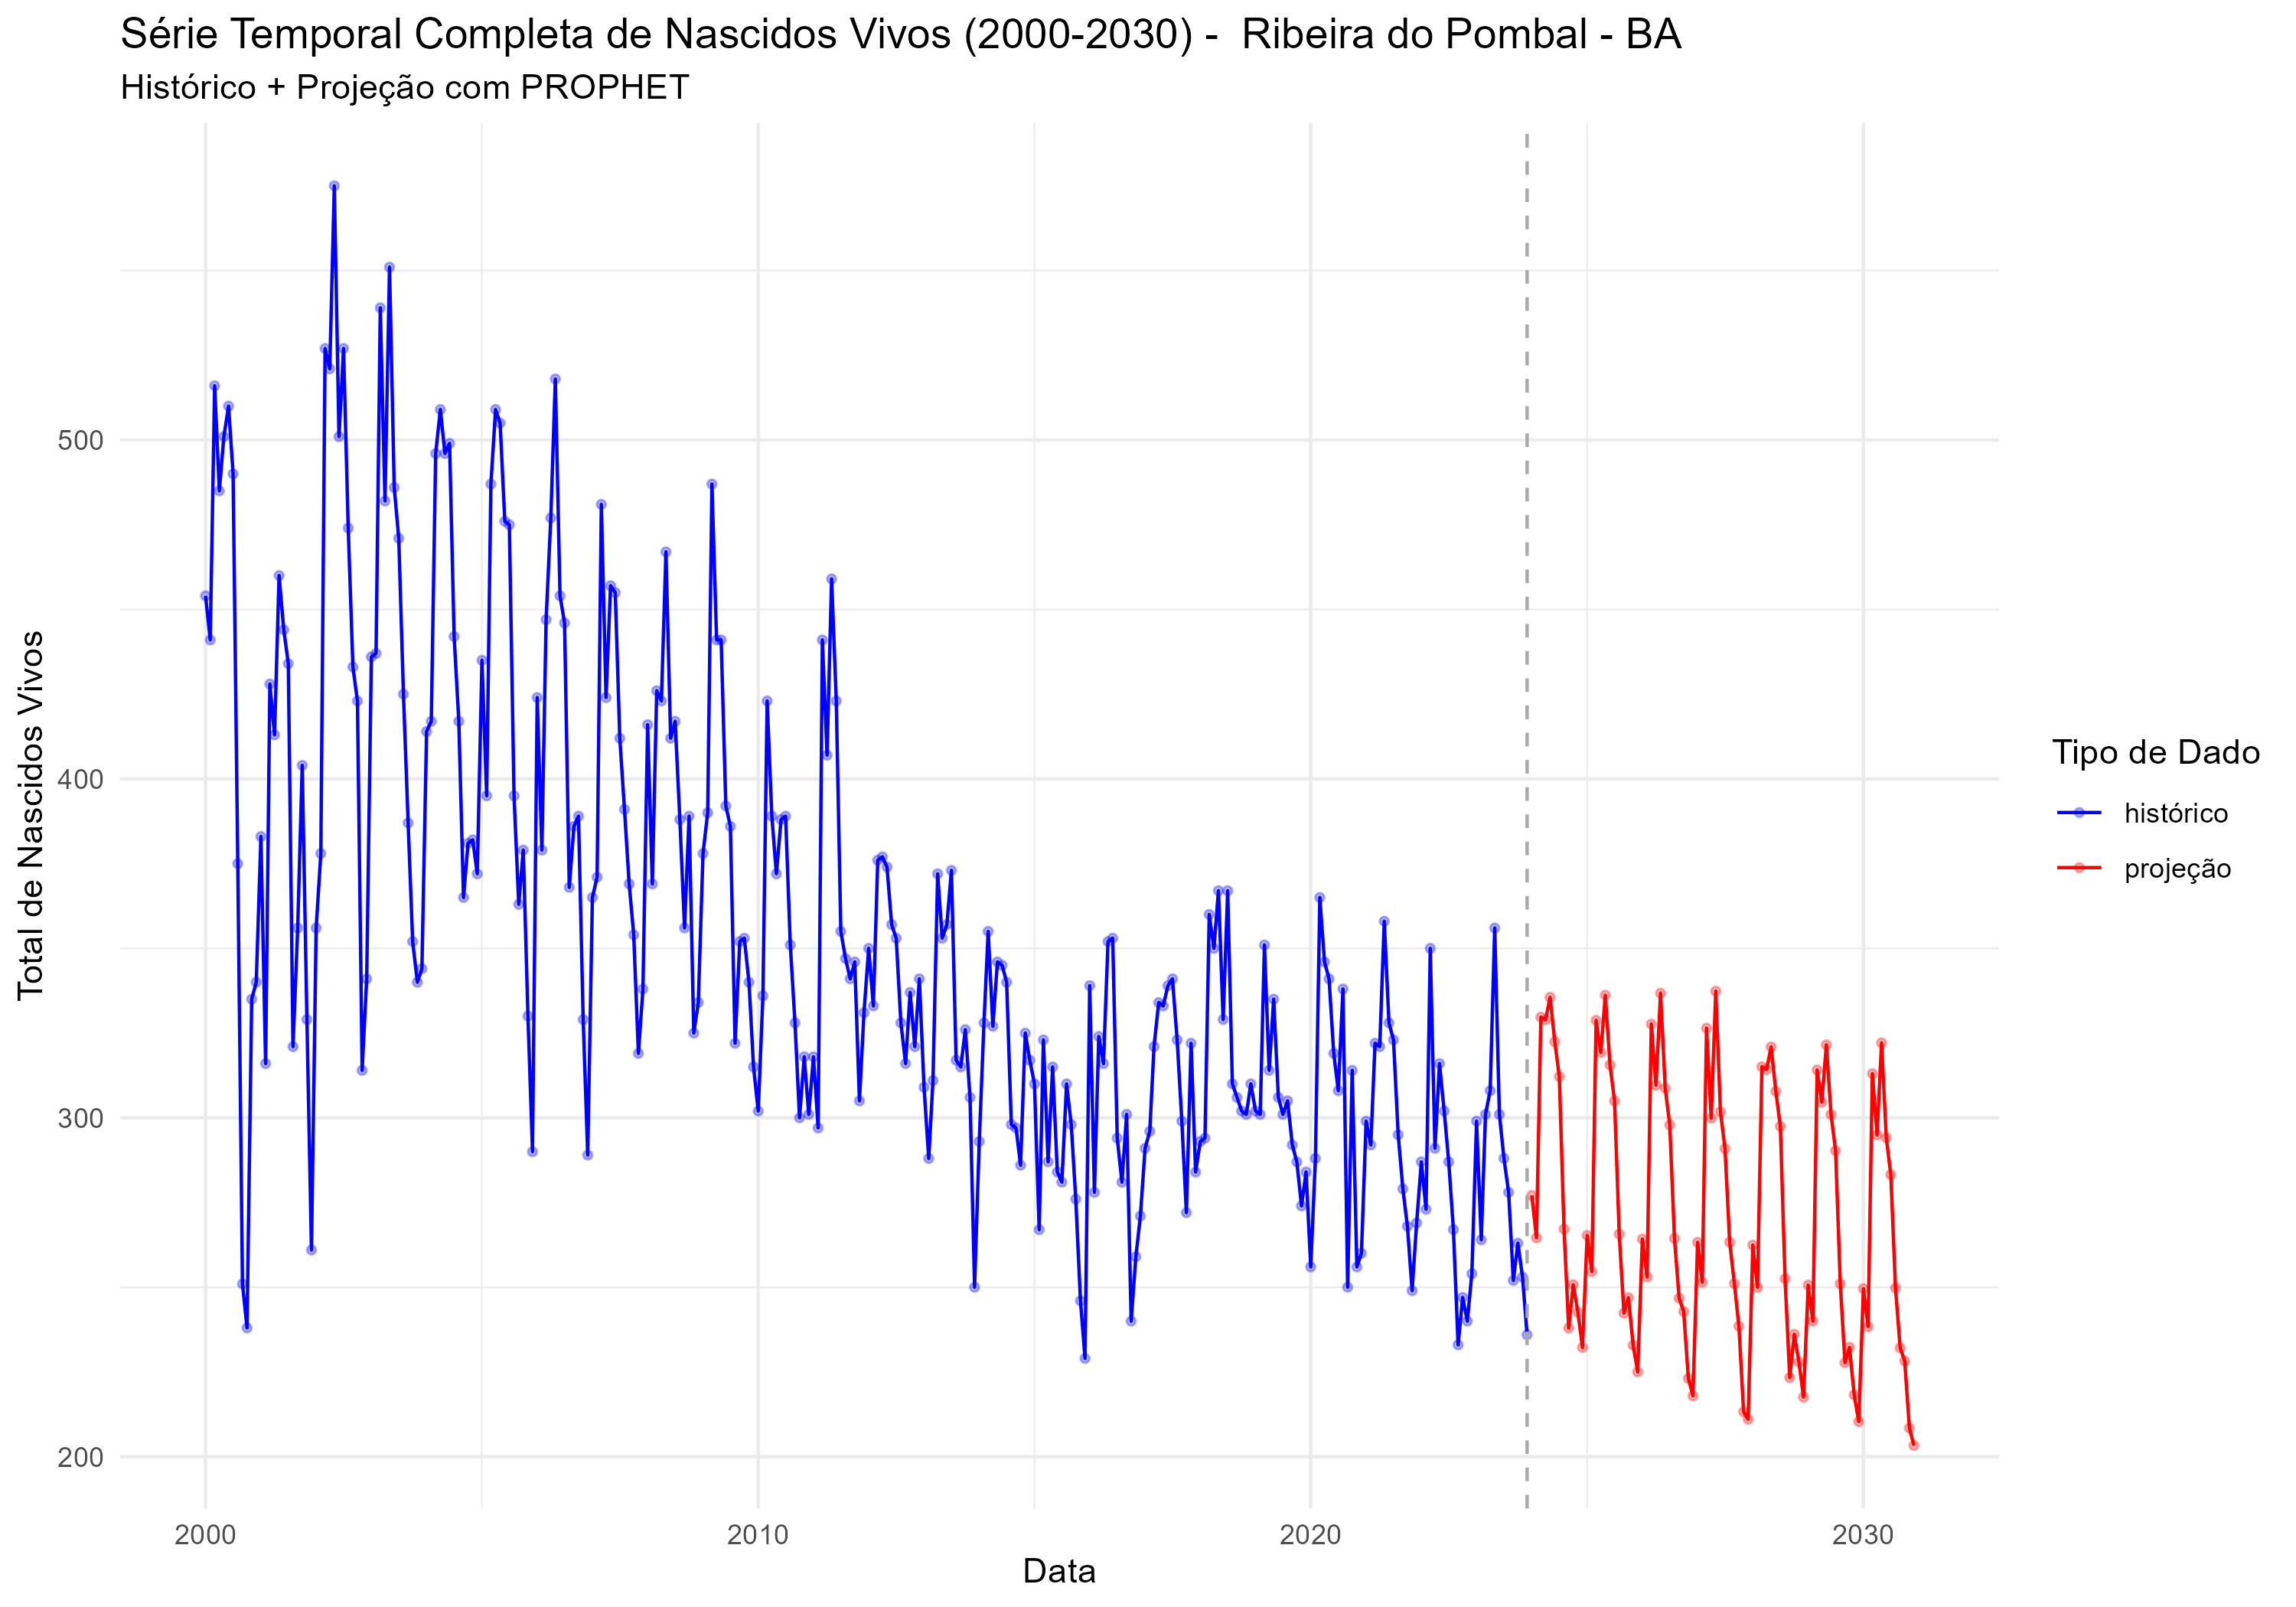 Série Temporal Completa de Nascidos Vivos (2000-2030) -  Ribeira do Pombal - BA
Histórico + Projeção com PROPHET
Total de Nascidos Vivos
500
400
300
200
2000
2010
2020
2030
Data
Tipo de Dado
histórico
projeção